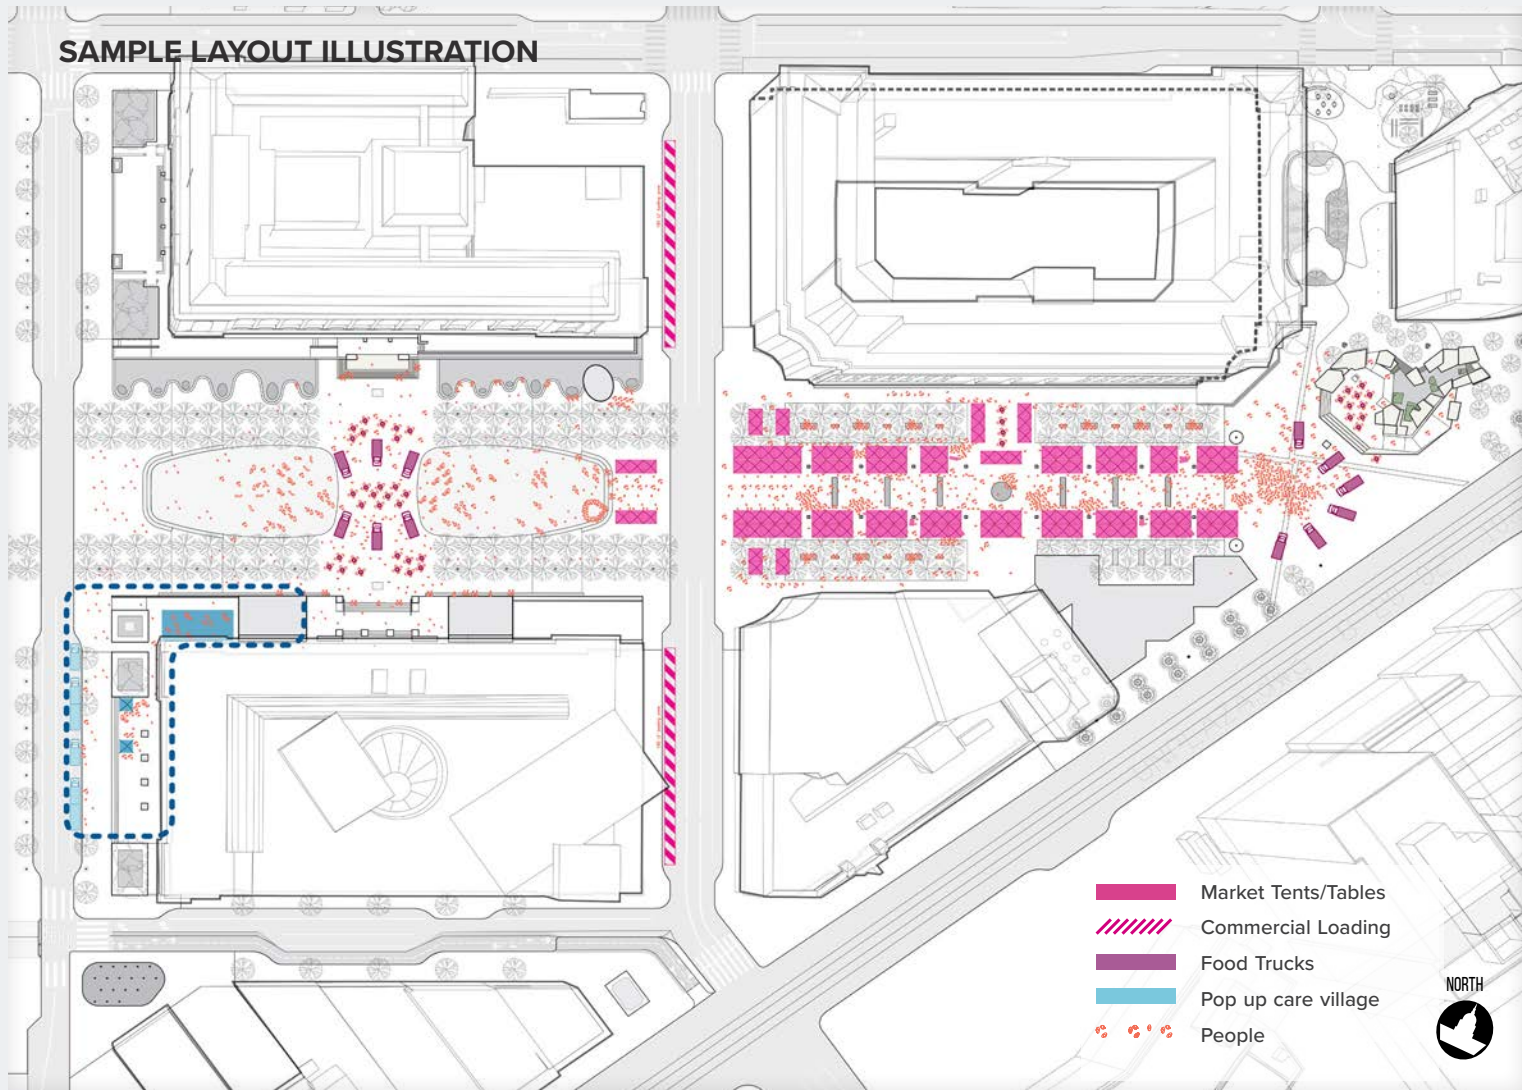 SAMPLE LAYOUT ILLUSTRATION
Market Tents/Tables
Commercial Loading
Food Trucks
Pop up care village
People
NORTH